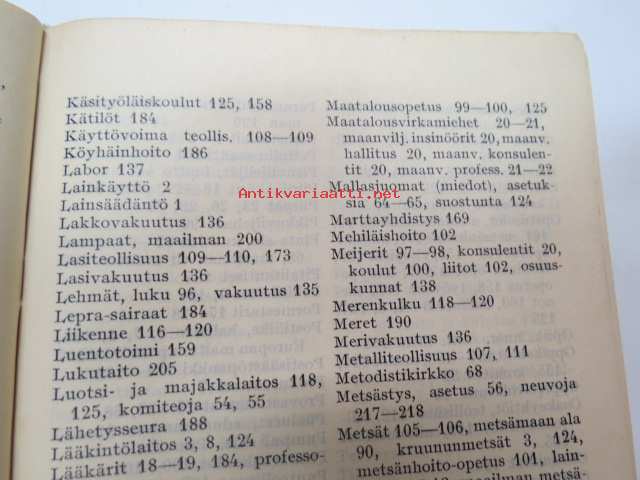 Käsityöläiskoulut 125, 158
Kätilöt 184
Käyttövoima teollis. 108—109
Köyhäinhoito 186
Labor 137
Lainkäyttö 2
Lainsäädäntö 1
Lakkovakuutus 136
Lampaat, maailman 200
Lasiteollisuus 109—110, 173
Lasivakuutus 136
Lehmät, luku 96, vakuutus 135
Lepra-sairaat 184
Liikenne 116—120
Luentotoimi 159
Lukutaito 205
Luotsi- ja majakkalaitos 118,
125, komiteoja 54, 55
Lähetysseura 188
Lääkintölaitos 3, 8, 124
Lääkärit 18—19, 184, professo-
Maatalousopetus 99—100, 125
Maatalousvirkamiehet 20—21,
maanvilj. insinöörit 20, maanv.
hallitus 20, maanv. konsulen-
tit 20, maanv. profess. 21—22
Mallasjuomat (miedot), asetuk-
sia 64—65, suostunta 124
Marttayhdistys 169
Mehiläishoito 102
Meijerit 97—98, konsulentit 20,
koulut 100, liitot 102, osuus-
kunnat 138
Merenkulku 118—120
Meret 190
Merivakuutus 136
Metalliteollisuus 107, 111
Metodistikirkko 68
Metsästys, asetus 56, neuvoja
217—218
Metsät 105—106, metsämaan ala
90, kruununmetsät 3, 124,
metsänhoito-opetus 101, lain-
maailman metsä-
Antikvariaatti.net